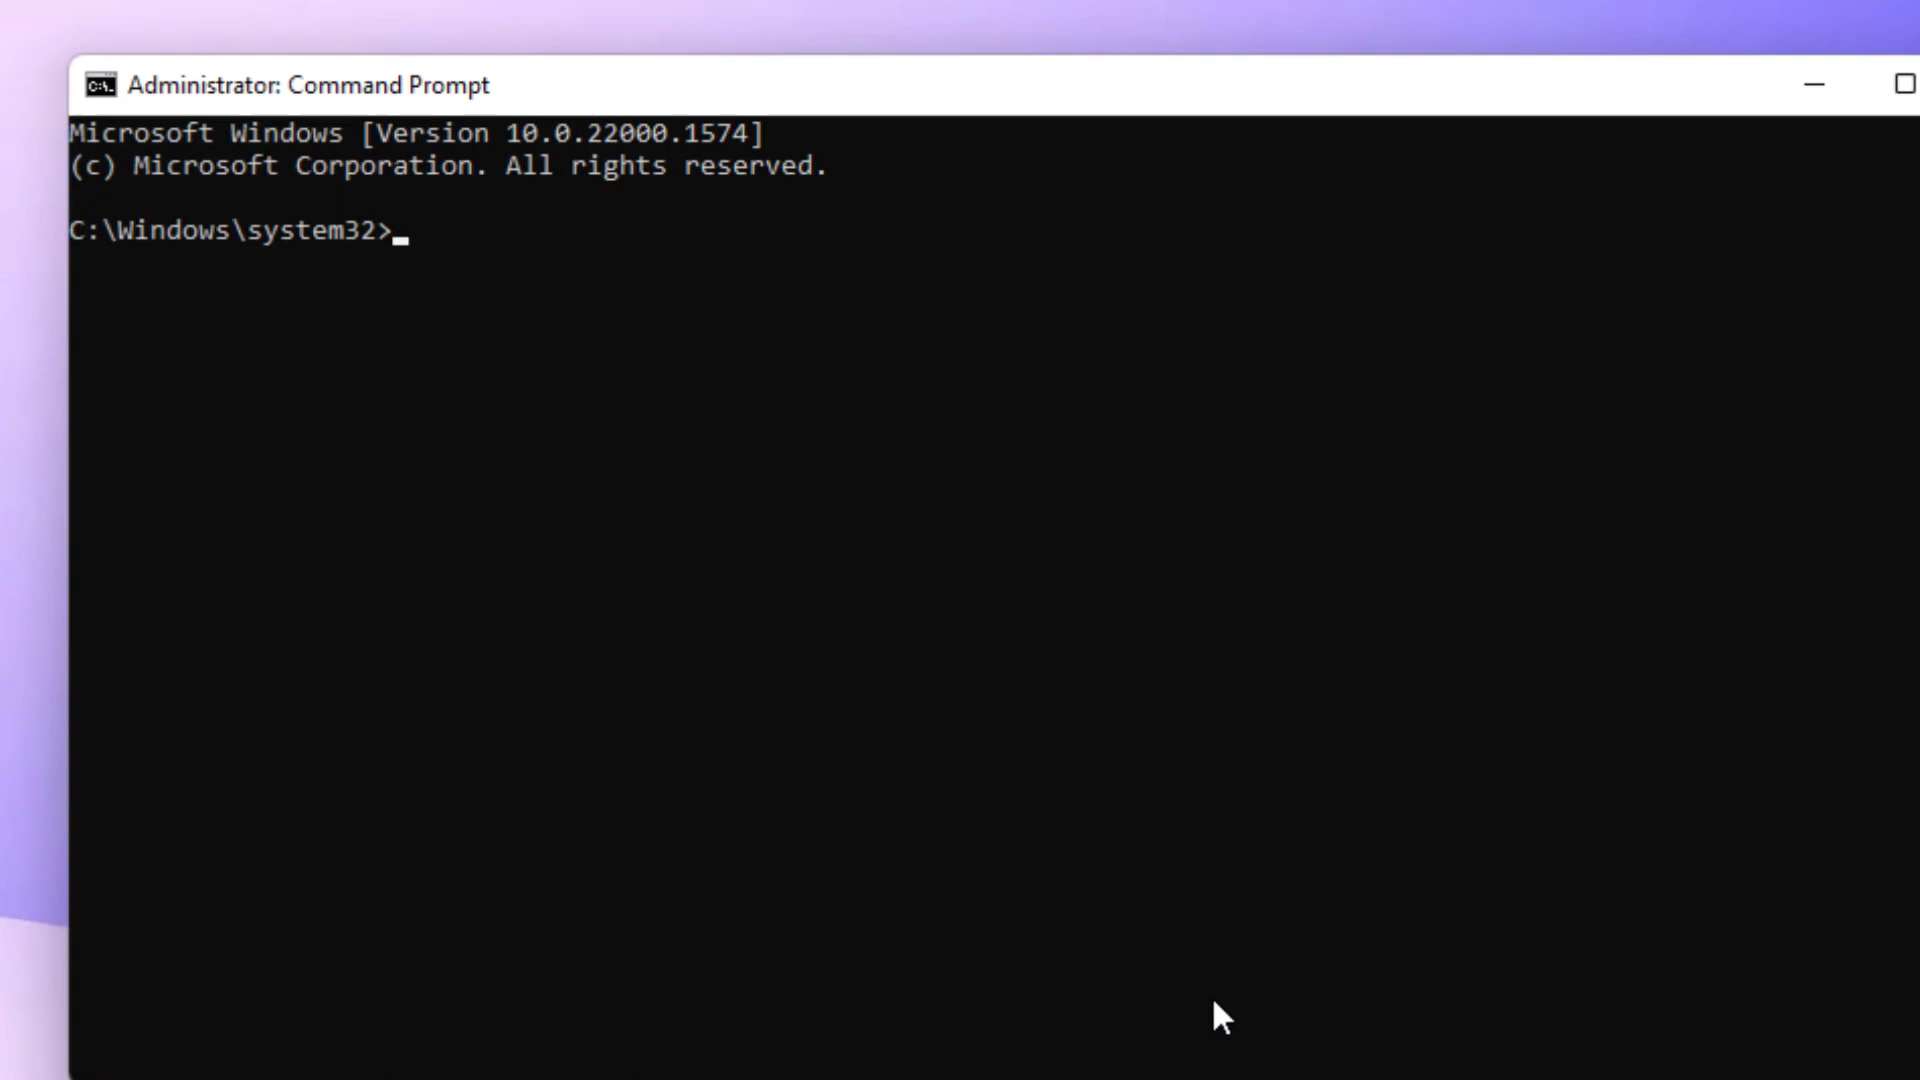 Administrator: Command Prompt
Microsoft Windows [Version 10.0.22000.1574]
(c) Microsoft Corporation. All rights reserved.
C:\Windows\system32>